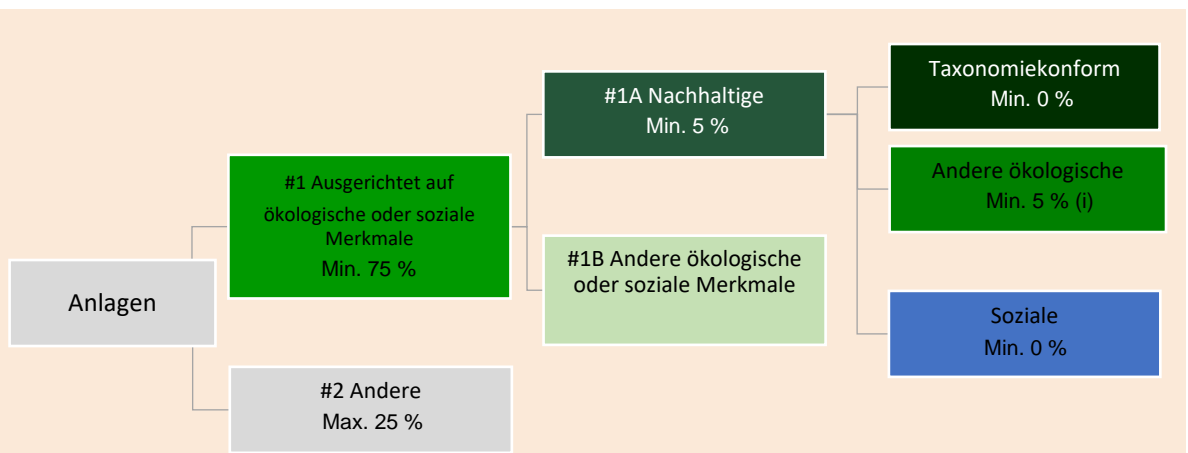 Anlagen
#1 Ausgerichtet auf
ökologische oder soziale
Merkmale
Min. 75 %
#2 Andere
Max. 25 %
#1A Nachhaltige
Min. 5 %
#1B Andere ökologische
oder soziale Merkmale
Taxonomiekonform
Min. 0 %
Andere ökologische
Min. 5 % (i)
Soziale
Min. 0 %